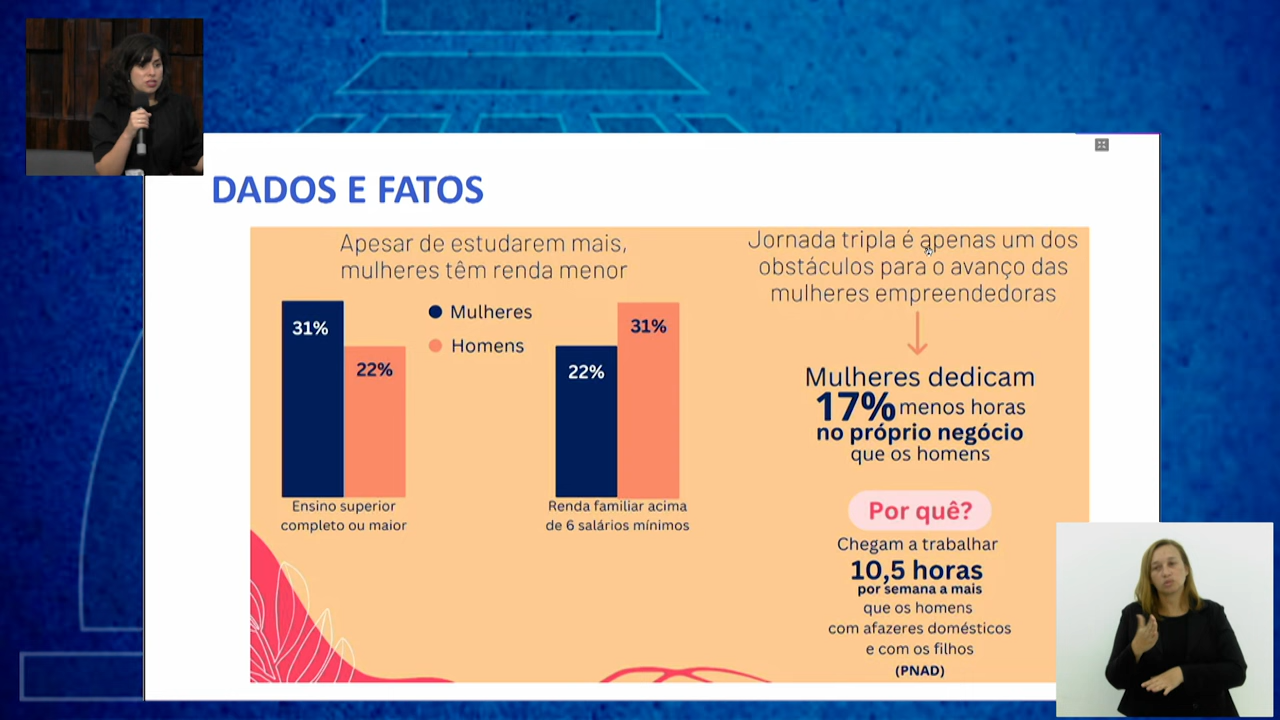 DADOS E FATOS
Apesar de estudarem mais,
mulheres têm renda menor
31%
22%
Mulheres
Homens
22%
31%
Ensino superior
completo ou maior
Renda familiar acima
de 6 salários mínimos
Jornada tripla é apenas um dos
obstáculos para o avanço das
mulheres empreendedoras
Mulheres dedicam
17% menos horas
no próprio negócio
que os homens
Por quê?
Chegam a trabalhar
10,5 horas
por semana a mais
que os homens
com afazeres domésticos
e com os filhos
(PNAD)